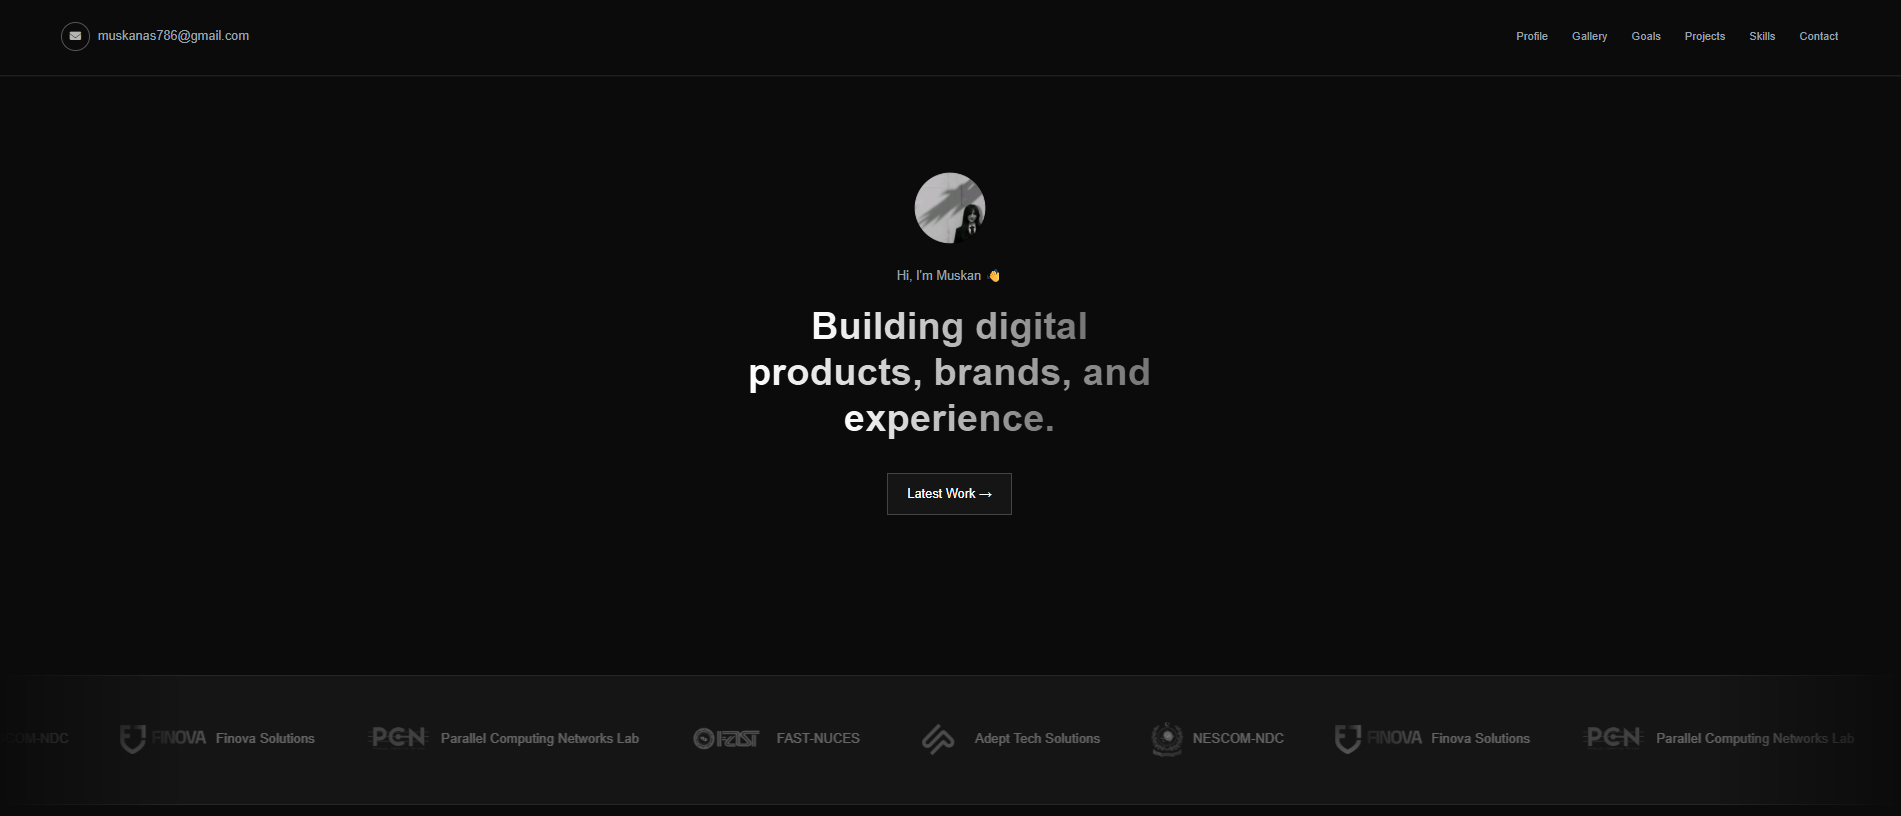 muskanas786@gmail.com
Profile Gallery Goals Projects Skills Contact
Hi, I'm Muskan 👋
Building digital
products, brands, and
experience.
Latest Work →
COM-NDC FINOVA Finova Solutions PCN Parallel Computing Networks Lab FAST FAST-NUCES Adept Tech Solutions NESCOM-NDC FINOVA Finova Solutions PCN Parallel Computing Networks Lab